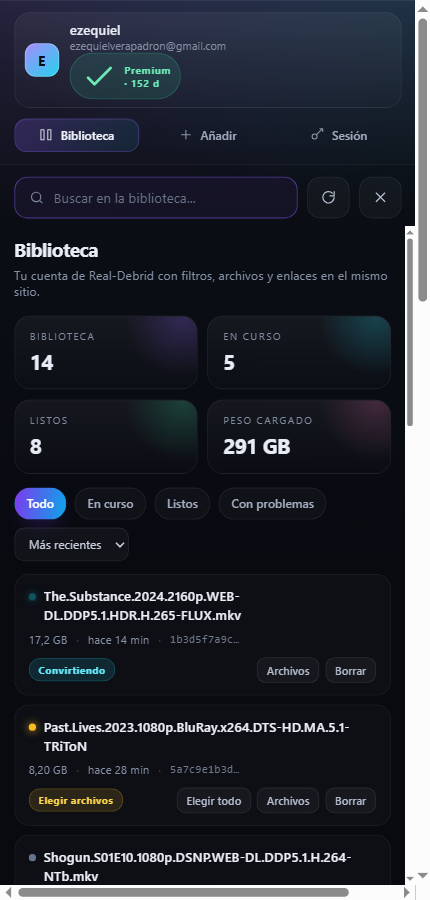 ezequiel
ezequielverapadron@gmail.com
E
Premium
· 152 d
Biblioteca
Añadir
Sesión
Buscar en la biblioteca...
Biblioteca
Tu cuenta de Real-Debrid con filtros, archivos y enlaces en el mismo
sitio.
BIBLIOTECA
14
EN CURSO
5
LISTOS
8
PESO CARGADO
291 GB
Todo
En curso
Listos
Con problemas
Más recientes
The.Substance.2024.2160p.WEB-
DL.DDP5.1.HDR.H.265-FLUX.mkv
17,2 GB · hace 14 min · 1b3d5f7a9c…
Convirtiendo
Archivos
Borrar
Past.Lives.2023.1080p.BluRay.x264.DTS-HD.MA.5.1-
TRiToN
8,20 GB · hace 28 min · 5a7c9e1b3d…
Elegir archivos
Elegir todo
Archivos
Borrar
Shogun.S01E10.1080p.DSNP.WEB-DL.DDP5.1.H.264-
NTb.mkv